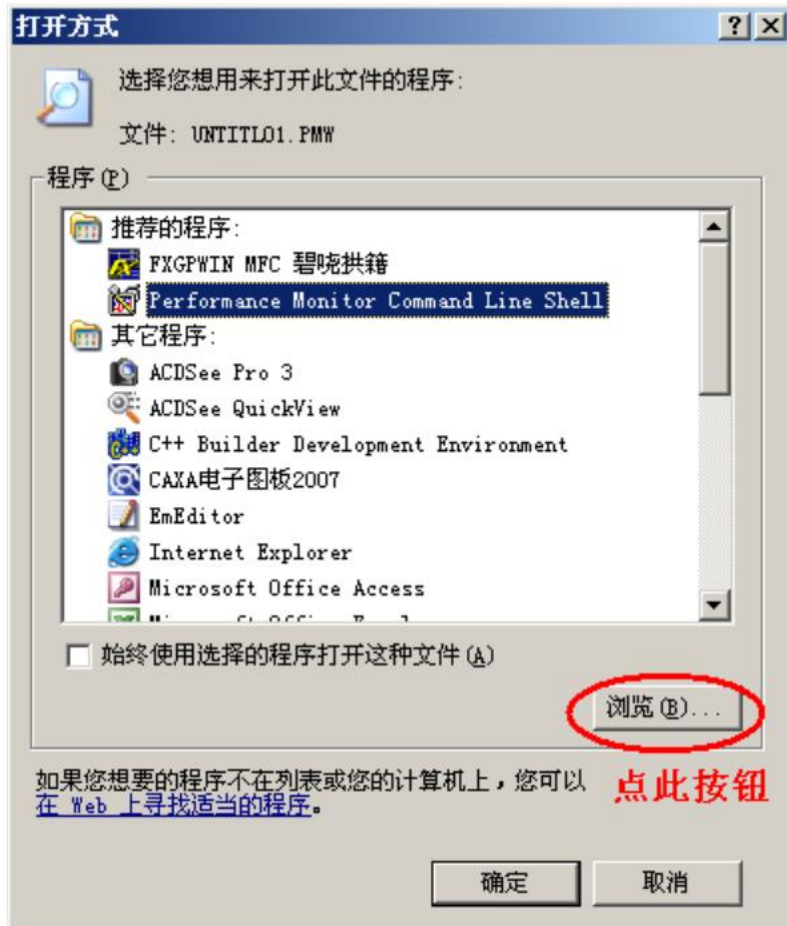 打开方式
选择您想用来打开此文件的程序:
文件: UNTITL01.PMW
程序(P)
推荐的程序:
FXGPWIN MFC 碧哓拱籍
Performance Monitor Command Line Shell
其它程序:
ACDSee Pro 3
ACDSee QuickView
C++ Builder Development Environment
CAXA电子图板2007
EmEditor
Internet Explorer
Microsoft Office Access
始终使用选择的程序打开这种文件(A)
浏览(B)...
如果您想要的程序不在列表或您的计算机上，您可以
在 Web 上寻找适当的程序。
点此按钮
确定
取消